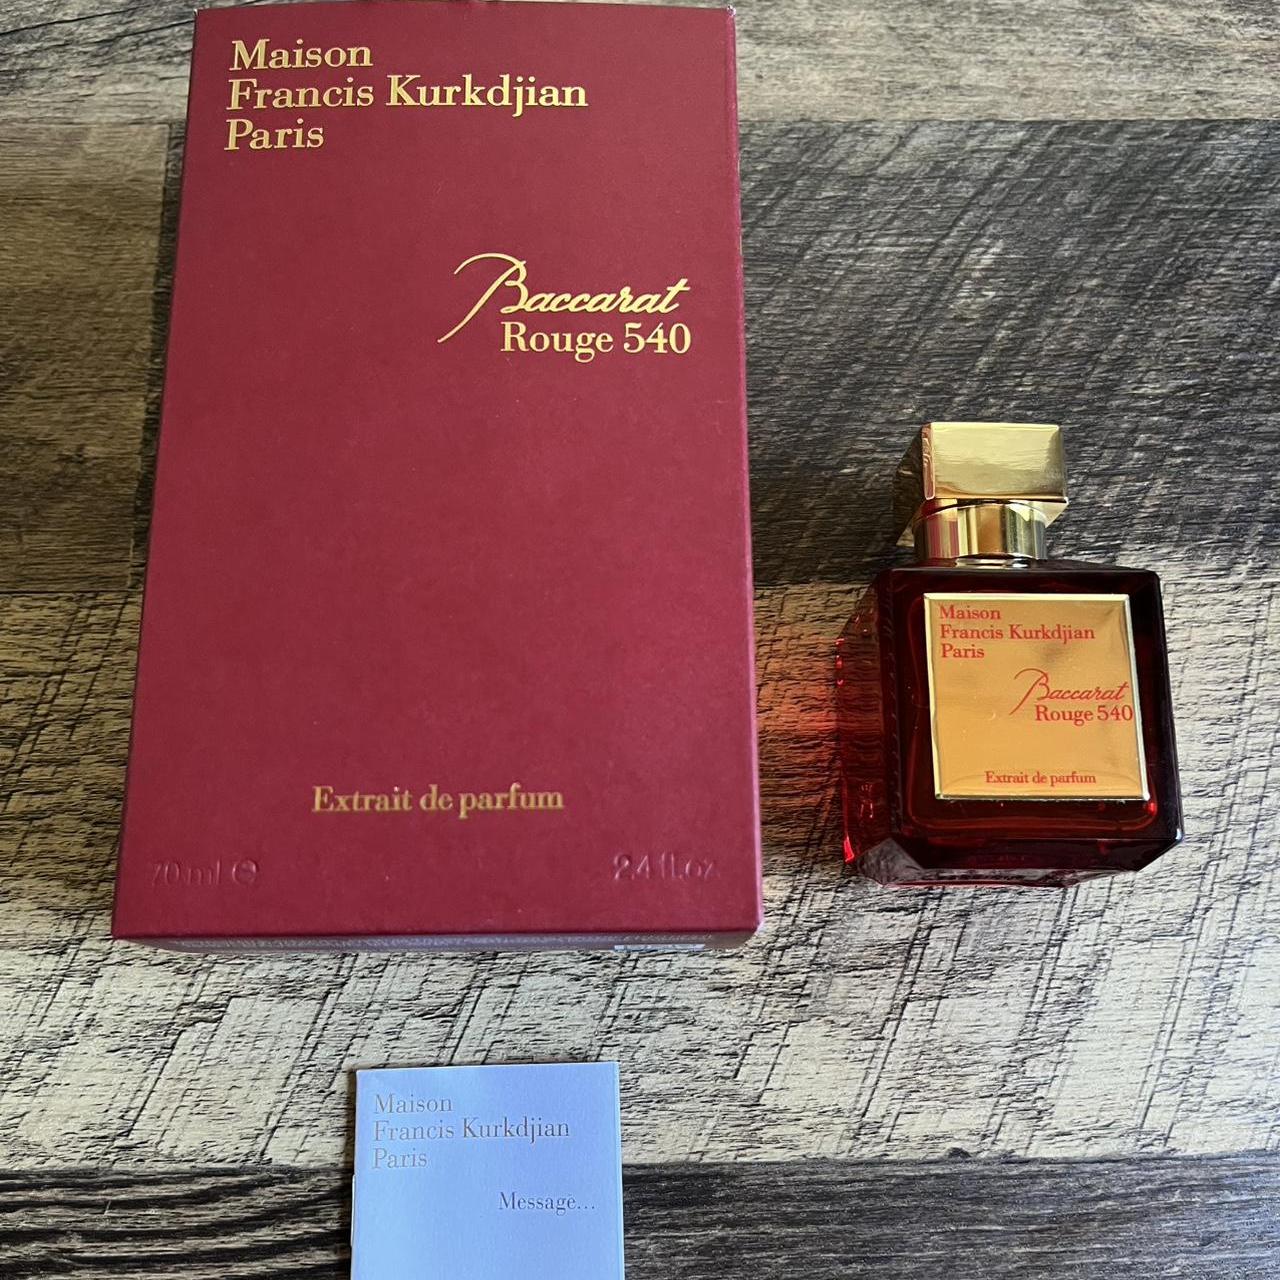 Maison
Francis Kurkdjian
Paris
Baccarat
Rouge 540
Extrait de parfum
70 ml e 2.4 fl.oz
Maison
Francis Kurkdjian
Paris
Baccarat
Rouge 540
Extrait de parfum
Maison
Francis Kurkdjian
Paris
Message...